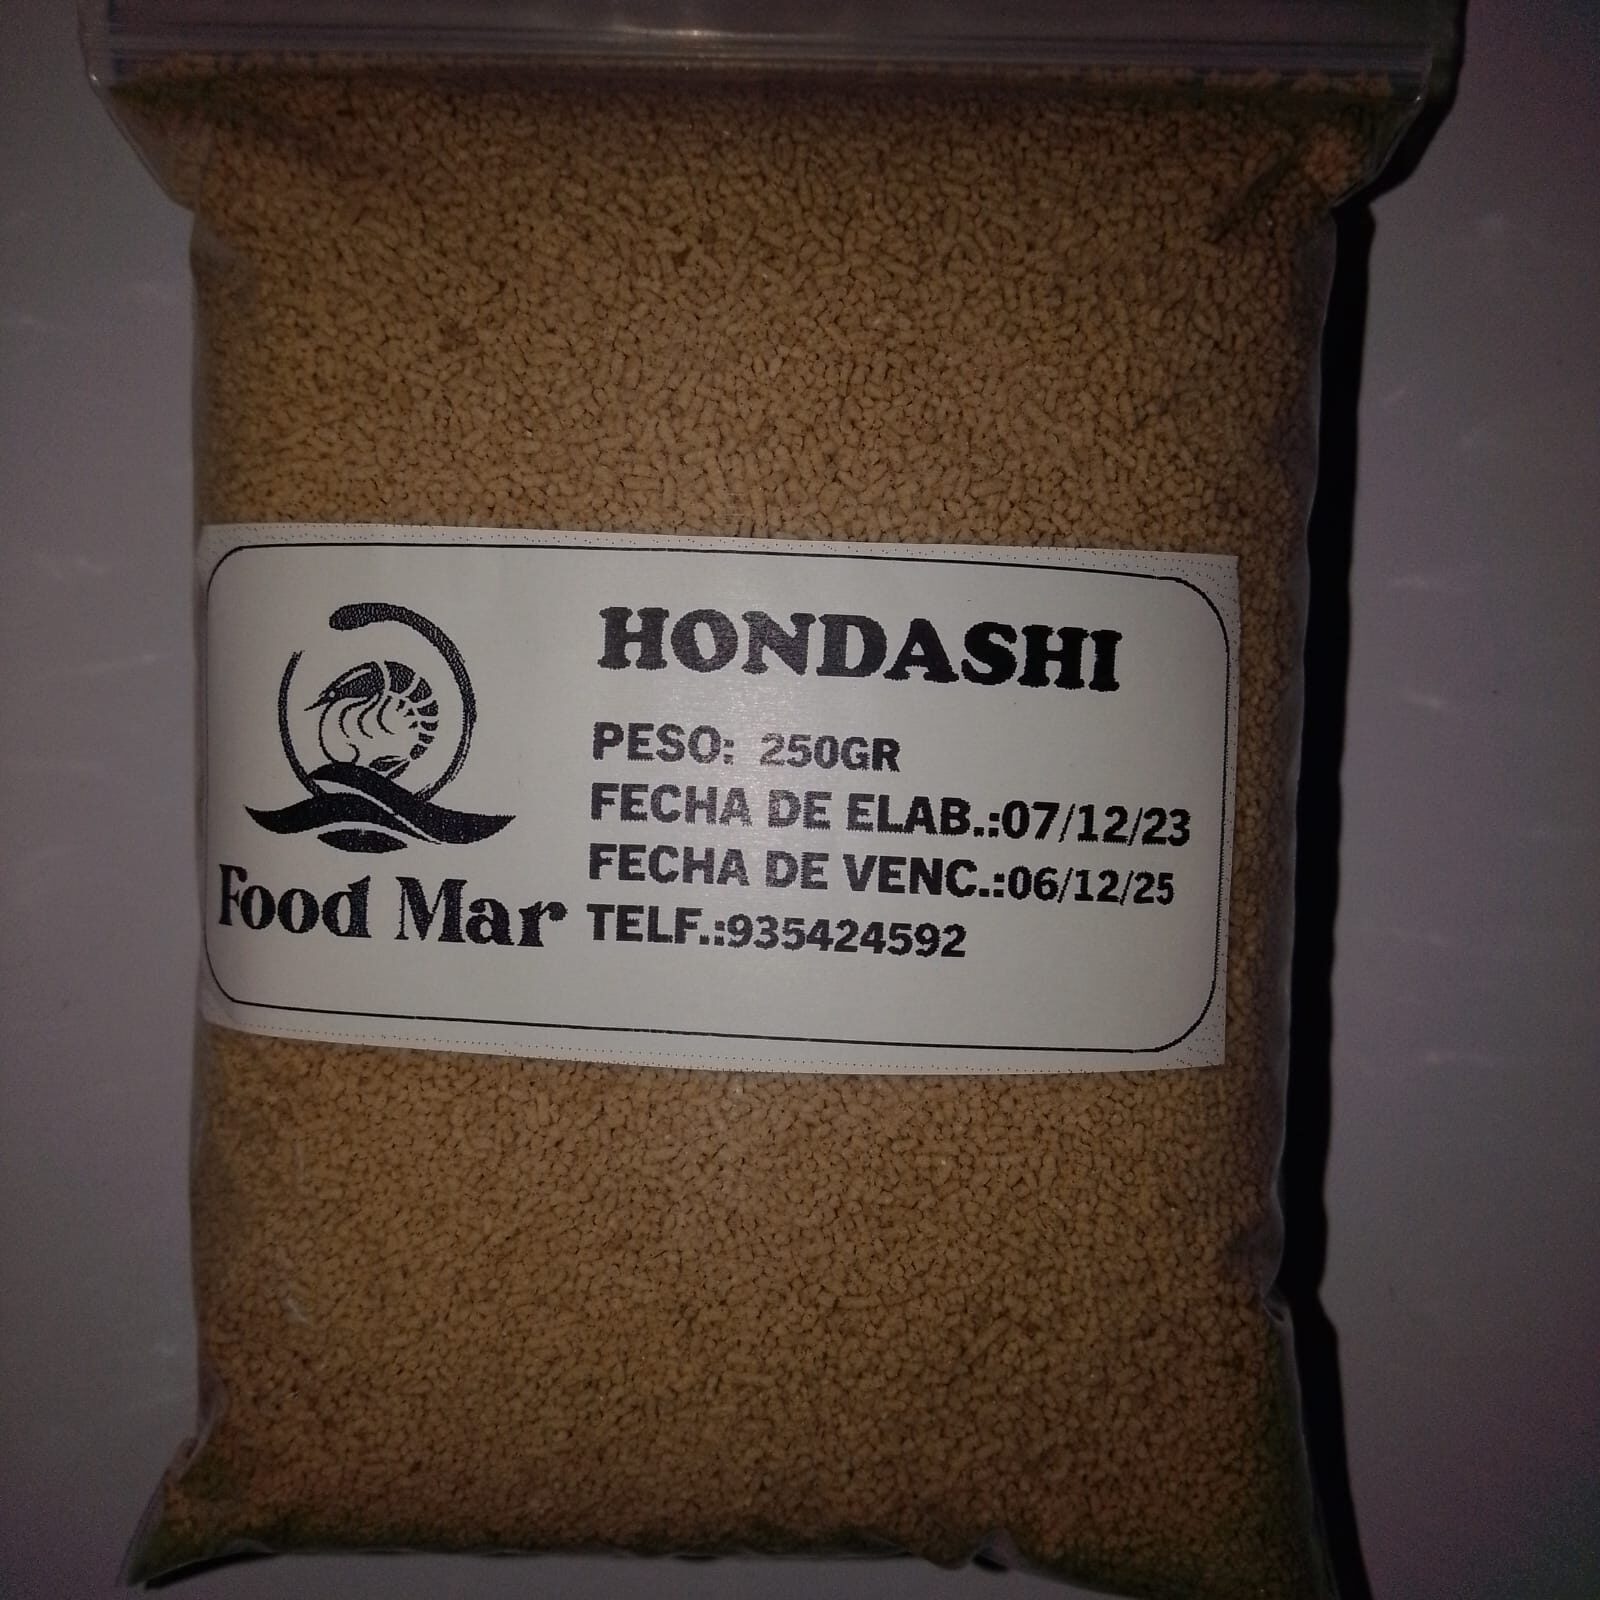 HONDASHI
PESO: 250GR
FECHA DE ELAB.:07/12/23
FECHA DE VENC.:06/12/25
TELF.:935424592
Food Mar